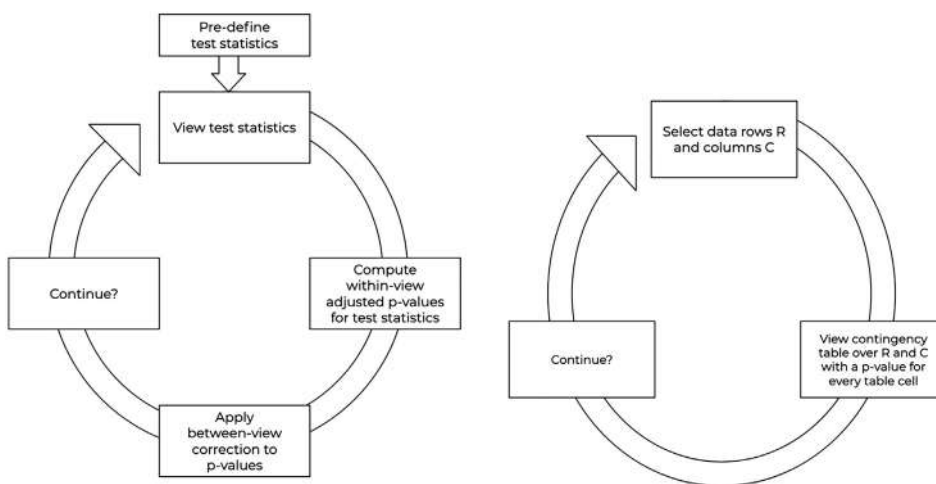 Pre-define
test statistics
View test statistics
Compute
within-view
adjusted p-values
for test statistics
Apply
between-view
correction to
p-values
Continue?
Select data rows R
and columns C
View contingency
table over R and C
with a p-value for
every table cell
Continue?